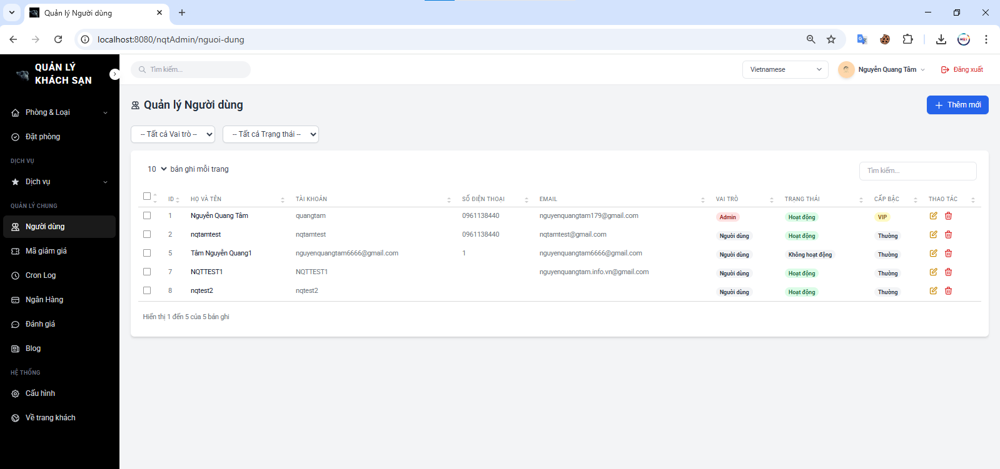 Quản lý Người dùng
localhost:8080/nqtAdmin/nguoi-dung
QUẢN LÝ
KHÁCH SẠN
Tìm kiếm...
Vietnamese
Nguyễn Quang Tâm
Đăng xuất
Phòng & Loại
Đặt phòng
DỊCH VỤ
Dịch vụ
QUẢN LÝ CHUNG
Người dùng
Mã giảm giá
Cron Log
Ngân Hàng
Đánh giá
Blog
HỆ THỐNG
Cấu hình
Về trang khách
Quản lý Người dùng
Thêm mới
-- Tất cả Vai trò -- -- Tất cả Trạng thái --
10 bản ghi mỗi trang
Tìm kiếm...
ID HỌ VÀ TÊN TÀI KHOẢN SỐ ĐIỆN THOẠI EMAIL VAI TRÒ TRẠNG THÁI CẤP BẬC THAO TÁC
1 Nguyễn Quang Tâm quangtam 0961138440 nguyenquangtam179@gmail.com Admin Hoạt động VIP
2 nqtamtest nqtamtest 0961138440 nqtamtest@gmail.com Người dùng Hoạt động Thường
5 Tâm Nguyễn Quang1 nguyenquangtam6666@gmail.com 1 nguyenquangtam6666@gmail.com Người dùng Không hoạt động Thường
7 NQTTEST1 NQTTEST1 nguyenquangtam.info.vn@gmail.com Người dùng Hoạt động Thường
8 nqtest2 nqtest2 Người dùng Hoạt động Thường
Hiển thị 1 đến 5 của 5 bản ghi